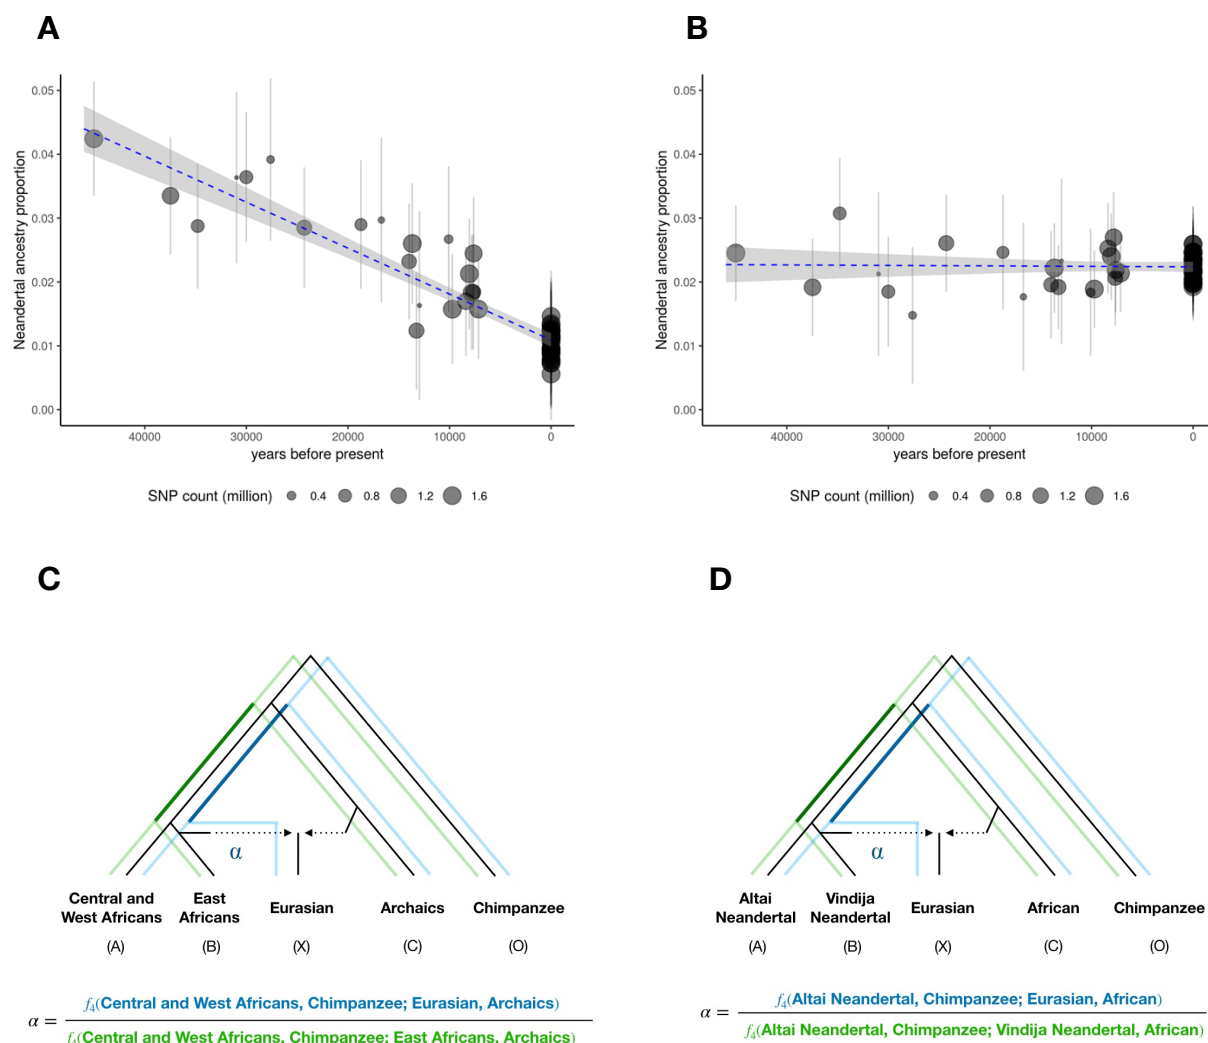 A
B
0.05
0.04
0.03
0.02
0.01
0.00
Neandertal ancestry proportion
40000 30000 20000 10000 0
years before present
SNP count (million) 0.4 0.8 1.2 1.6
0.05
0.04
0.03
0.02
0.01
0.00
Neandertal ancestry proportion
40000 30000 20000 10000 0
years before present
SNP count (million) 0.4 0.8 1.2 1.6
C
D
α
Central and West Africans
East Africans
Eurasian
Archaics
Chimpanzee
(A) (B) (X) (C) (O)
α = f₄(Central and West Africans, Chimpanzee; Eurasian, Archaics)
f₄(Central and West Africans, Chimpanzee; East Africans, Archaics)
α
Altai Neandertal
Vindija Neandertal
Eurasian
African
Chimpanzee
(A) (B) (X) (C) (O)
α = f₄(Altai Neandertal, Chimpanzee; Eurasian, African)
f₄(Altai Neandertal, Chimpanzee; Vindija Neandertal, African)